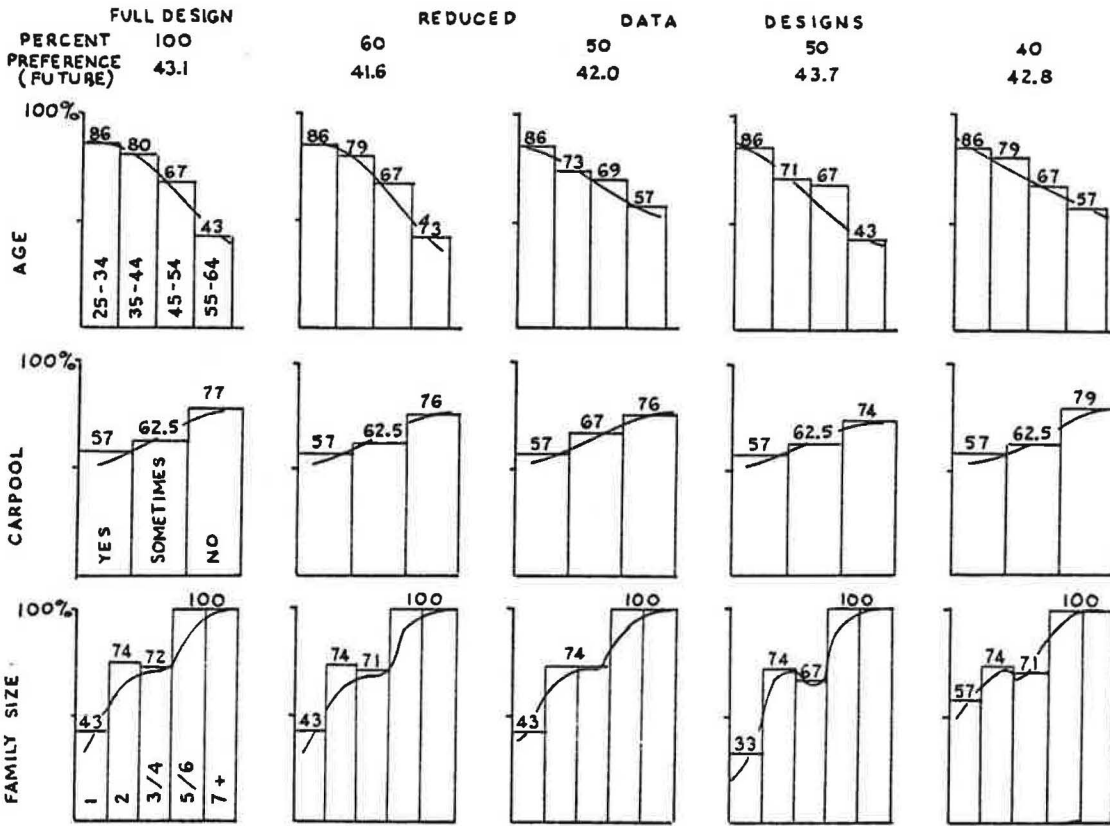 FULL DESIGN REDUCED DATA DESIGNS
PERCENT 100 60 50 50 40
PREFERENCE 43.1 41.6 42.0 43.7 42.8
(FUTURE)
100%
86 80 67 43 86 79 67 4 73 86 73 69 57 86 71 67 43 86 79 67 57
AGE
25-34 35-44 45-54 55-64
100%
57 62.5 77 57 62.5 76 57 67 76 57 62.5 74 57 62.5 79
CARPOOL
YES SOMETIMES NO
100%
43 74 72 100 43 74 71 100 43 74 100 33 74 67 100 57 74 71 100
FAMILY SIZE
1 2 3/4 5/6 7+